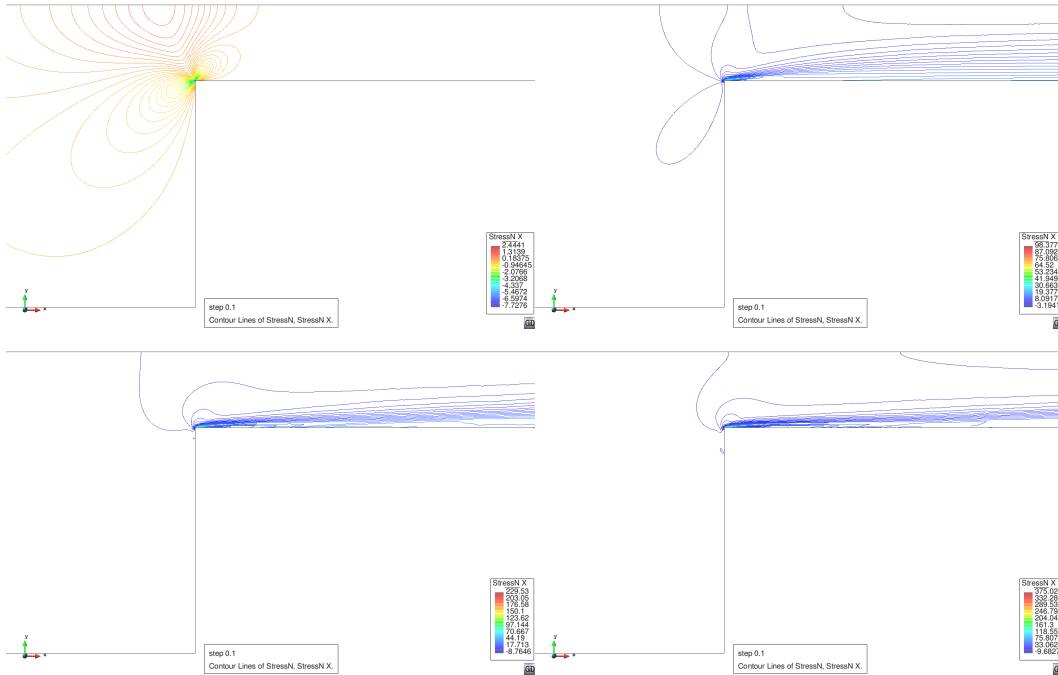 StressN X
2.4441
1.3139
0.18375
-0.94645
-2.0766
-3.2068
-4.337
-5.4672
-6.5974
-7.7276
y
x
step 0.1
Contour Lines of StressN, StressN X.
StressN X
98.377
87.092
75.806
64.52
53.234
41.949
30.663
19.377
8.0917
-3.1941
y
x
step 0.1
Contour Lines of StressN, StressN X.
StressN X
229.53
203.05
176.58
150.1
123.62
97.144
70.667
44.19
17.713
-8.7646
y
x
step 0.1
Contour Lines of StressN, StressN X.
StressN X
375.02
332.28
289.53
246.79
204.04
161.3
118.55
75.807
33.062
-9.6827
y
x
step 0.1
Contour Lines of StressN, StressN X.